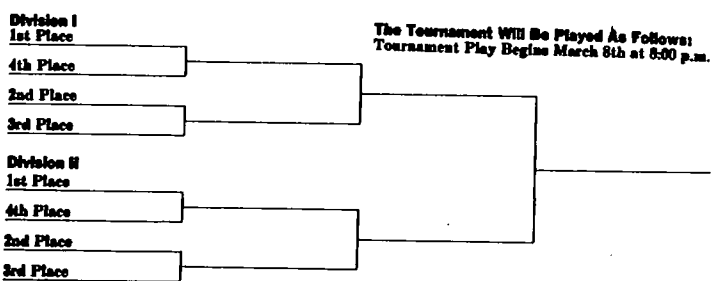 Division I
1st Place
4th Place
2nd Place
3rd Place
The Tournament Will Be Played As Follows:
Tournament Play Begins March 8th at 8:00 p.m.
Division II
1st Place
4th Place
2nd Place
3rd Place